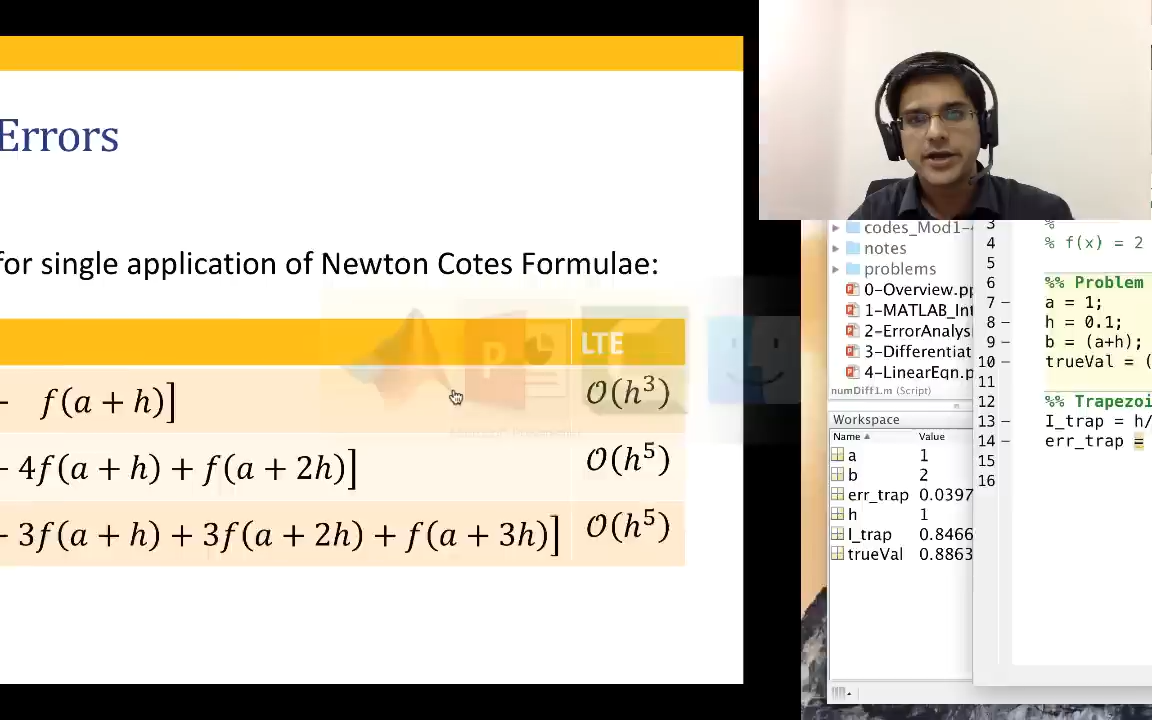 Errors
for single application of Newton Cotes Formulae:
LTE
f(a + h)] 𝒪(h³)
− 4f(a + h) + f(a + 2h)] 𝒪(h⁵)
− 3f(a + h) + 3f(a + 2h) + f(a + 3h)] 𝒪(h⁵)
codes_Mod1-
notes
problems
0-Overview.pp
1-MATLAB_Int
2-ErrorAnalys
3-Differentiat
4-LinearEqn.p
numDiff1.m (Script)
Workspace
Name Value
a 1
b 2
err_trap 0.0397
h 1
I_trap 0.8466
trueVal 0.8863
3 %
4 % f(x) = 2
5
6 %% Problem
7 − a = 1;
8 − h = 0.1;
9 − b = (a+h);
10 − trueVal = (
11
12 %% Trapezoi
13 − I_trap = h/
14 − err_trap =
15
16